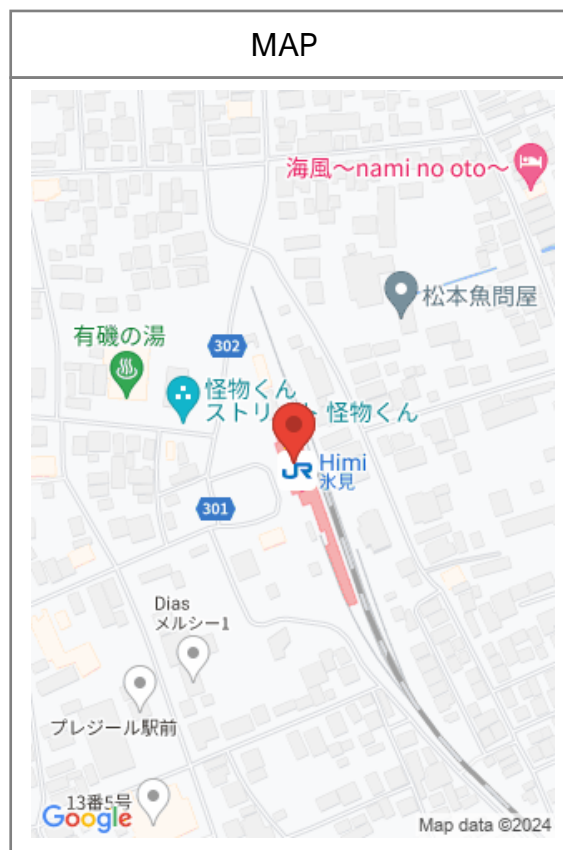 MAP
海風～nami no oto～
松本魚問屋
有磯の湯
302
怪物くん
ストリート 怪物くん
JR
Himi
氷見
301
Dias
メルシー1
プレジール駅前
13番5号
Google
Map data ©2024